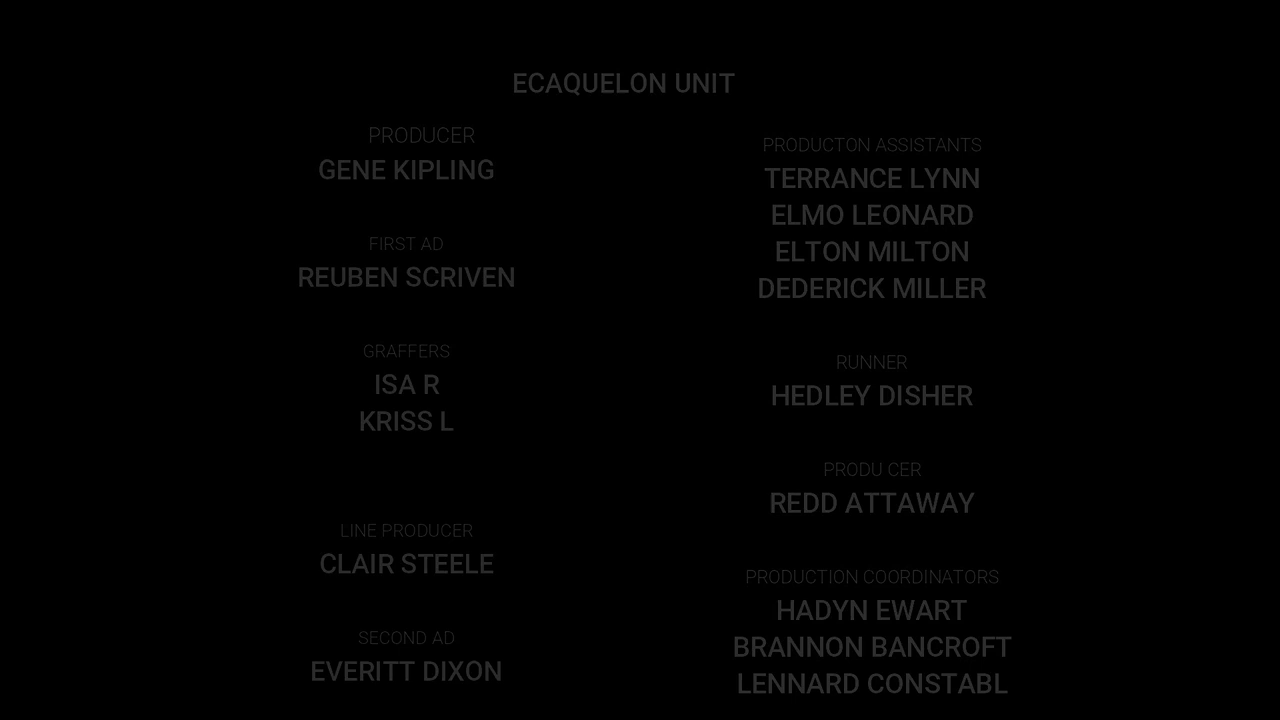 ECAQUELON UNIT
PRODUCER
GENE KIPLING
FIRST AD
REUBEN SCRIVEN
GRAFFERS
ISA R
KRISS L
LINE PRODUCER
CLAIR STEELE
SECOND AD
EVERITT DIXON
PRODUCTON ASSISTANTS
TERRANCE LYNN
ELMO LEONARD
ELTON MILTON
DEDERICK MILLER
RUNNER
HEDLEY DISHER
PRODU CER
REDD ATTAWAY
PRODUCTION COORDINATORS
HADYN EWART
BRANNON BANCROFT
LENNARD CONSTABL